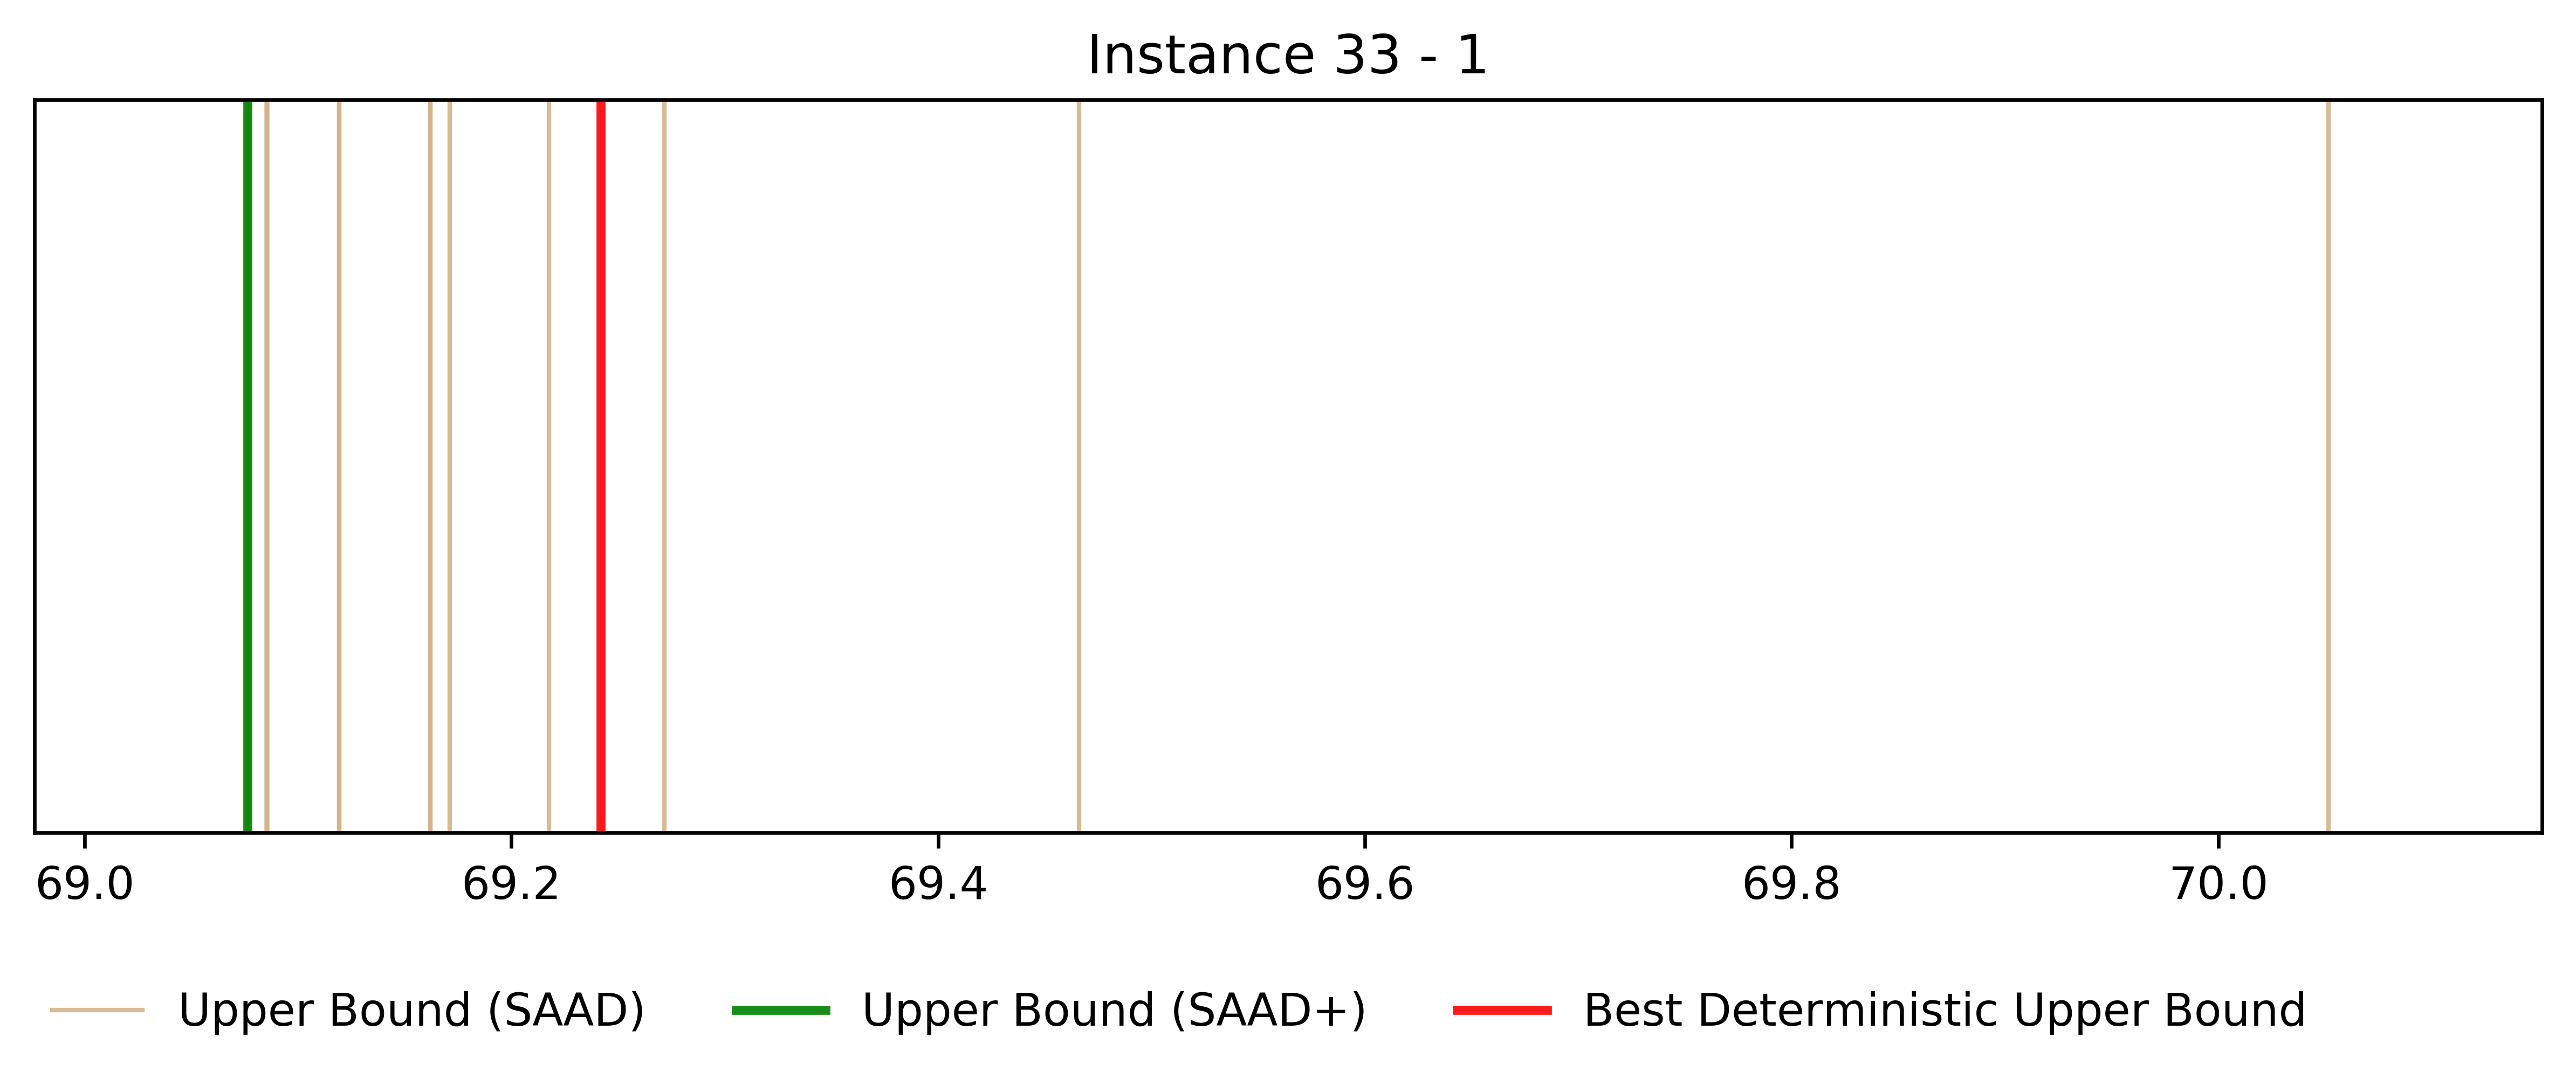 Instance 33 - 1
69.0 69.2 69.4 69.6 69.8 70.0
Upper Bound (SAAD) Upper Bound (SAAD+) Best Deterministic Upper Bound